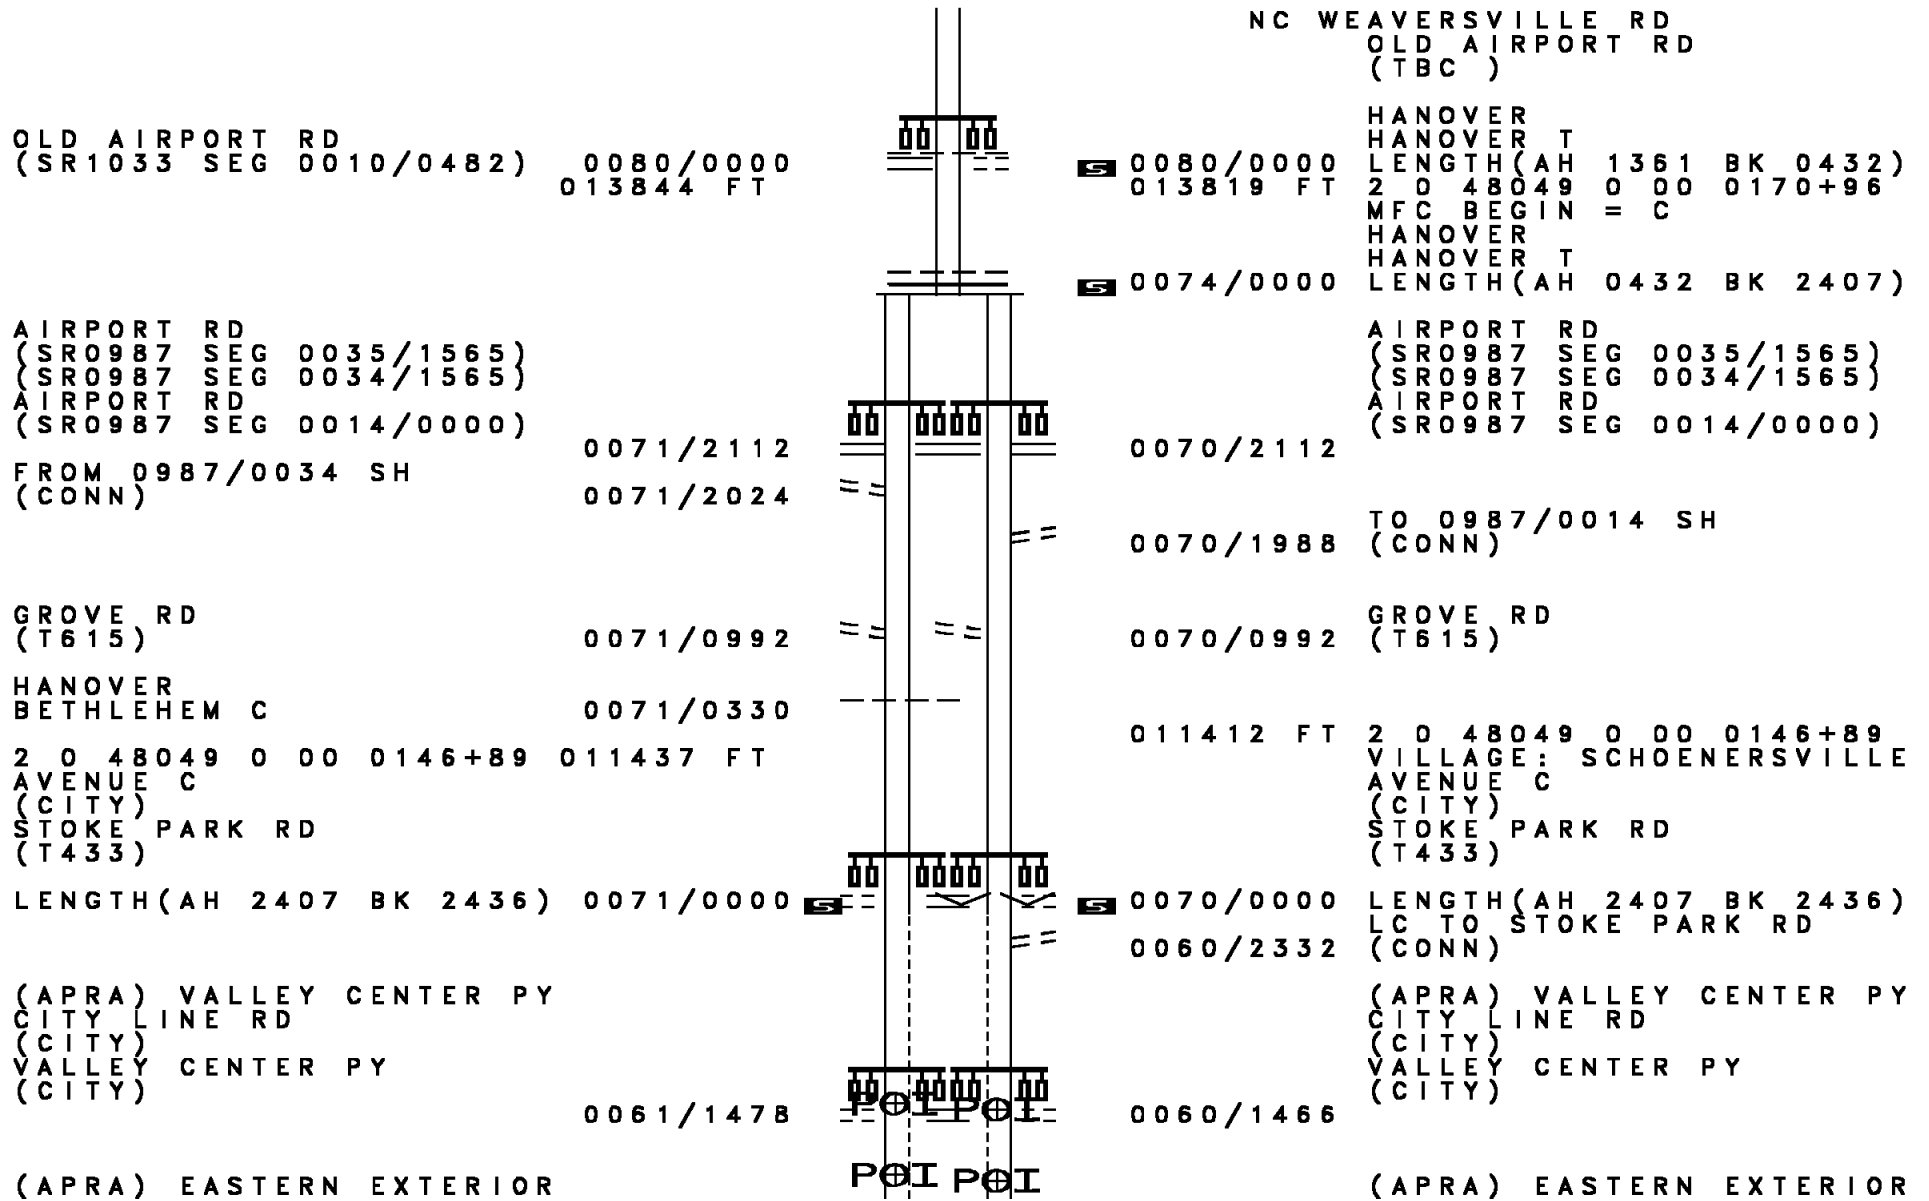 NC WEAVERSVILLE RD
OLD AIRPORT RD
(TBC )
HANOVER
OLD AIRPORT RD
HANOVER T
(SR1033 SEG 0010/0482) 0080/0000 S 0080/0000 LENGTH(AH 1361 BK 0432)
013844 FT 013819 FT 2 0 48049 0 00 0170+96
MFC BEGIN = C
HANOVER
HANOVER T
S 0074/0000 LENGTH(AH 0432 BK 2407)
AIRPORT RD AIRPORT RD
(SR0987 SEG 0035/1565) (SR0987 SEG 0035/1565)
(SR0987 SEG 0034/1565) (SR0987 SEG 0034/1565)
AIRPORT RD AIRPORT RD
(SR0987 SEG 0014/0000) (SR0987 SEG 0014/0000)
0071/2112 0070/2112
FROM 0987/0034 SH
(CONN) 0071/2024
TO 0987/0014 SH
0070/1988 (CONN)
GROVE RD GROVE RD
(T615) 0071/0992 0070/0992 (T615)
HANOVER
BETHLEHEM C 0071/0330
011412 FT 2 0 48049 0 00 0146+89
2 0 48049 0 00 0146+89 011437 FT VILLAGE: SCHOENERSVILLE
AVENUE C AVENUE C
(CITY) (CITY)
STOKE PARK RD STOKE PARK RD
(T433) (T433)
LENGTH(AH 2407 BK 2436) 0071/0000 S S 0070/0000 LENGTH(AH 2407 BK 2436)
LC TO STOKE PARK RD
0060/2332 (CONN)
(APRA) VALLEY CENTER PY (APRA) VALLEY CENTER PY
CITY LINE RD CITY LINE RD
(CITY) (CITY)
VALLEY CENTER PY VALLEY CENTER PY
(CITY) (CITY)
POI POI
0061/1478 0060/1466
POI POI
(APRA) EASTERN EXTERIOR (APRA) EASTERN EXTERIOR